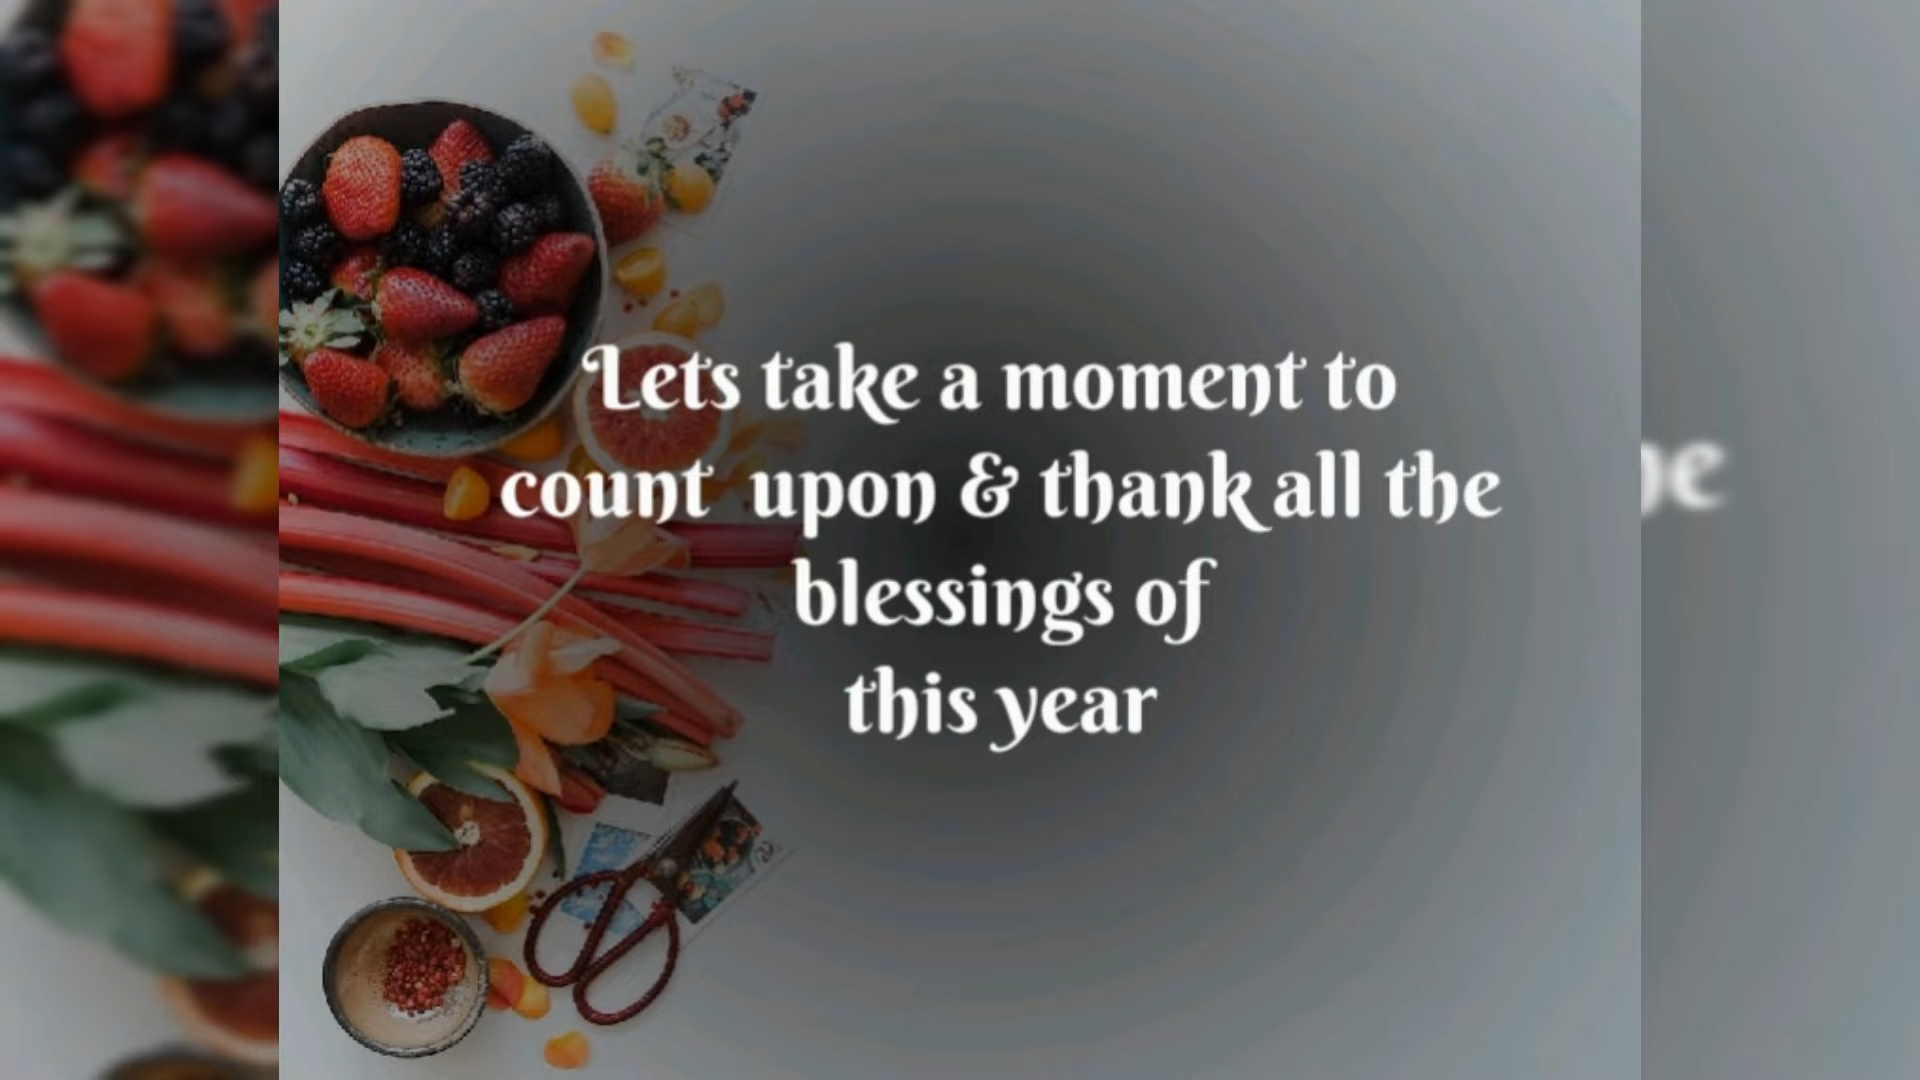 Lets take a moment to
count upon & thank all the
blessings of
this year